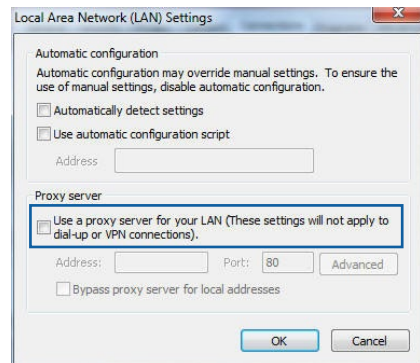 Local Area Network (LAN) Settings
Automatic configuration
Automatic configuration may override manual settings. To ensure the
use of manual settings, disable automatic configuration.
Automatically detect settings
Use automatic configuration script
Address
Proxy server
Use a proxy server for your LAN (These settings will not apply to
dial-up or VPN connections).
Address: Port: 80 Advanced
Bypass proxy server for local addresses
OK Cancel